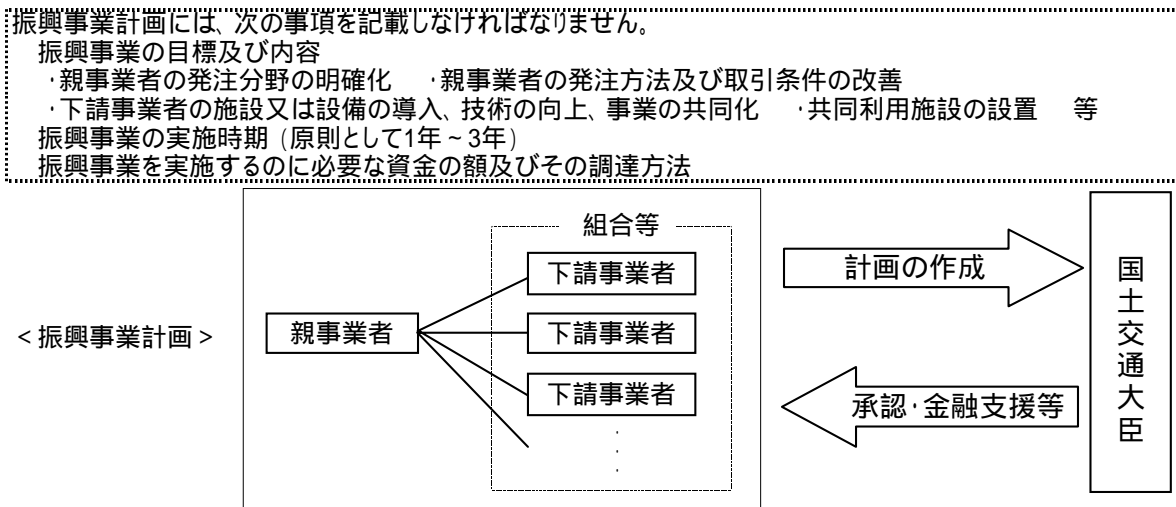 振興事業計画には、次の事項を記載しなければなりません。
振興事業の目標及び内容
・親事業者の発注分野の明確化　・親事業者の発注方法及び取引条件の改善
・下請事業者の施設又は設備の導入、技術の向上、事業の共同化　・共同利用施設の設置　等
振興事業の実施時期（原則として1年～3年）
振興事業を実施するのに必要な資金の額及びその調達方法
＜振興事業計画＞
親事業者
組合等
下請事業者
下請事業者
下請事業者
・
・
・
計画の作成
承認・金融支援等
国土交通大臣